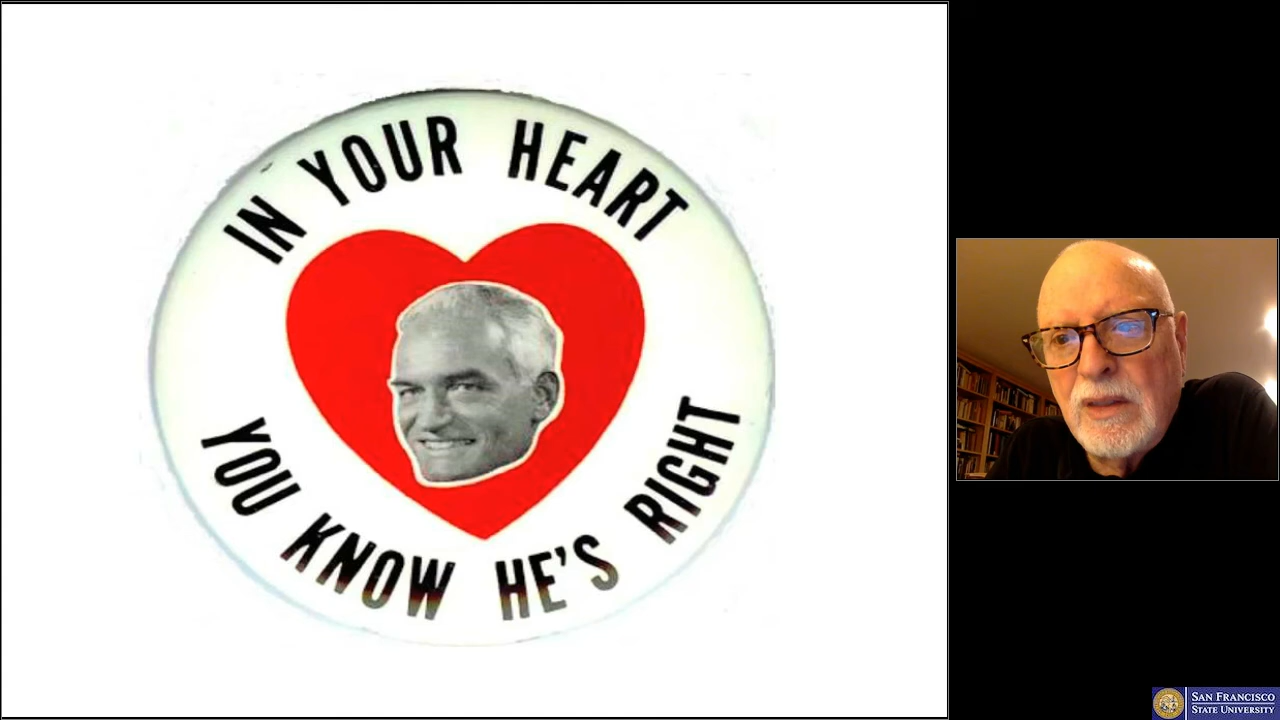 IN YOUR HEART
YOU KNOW HE'S RIGHT
SAN FRANCISCO
STATE UNIVERSITY